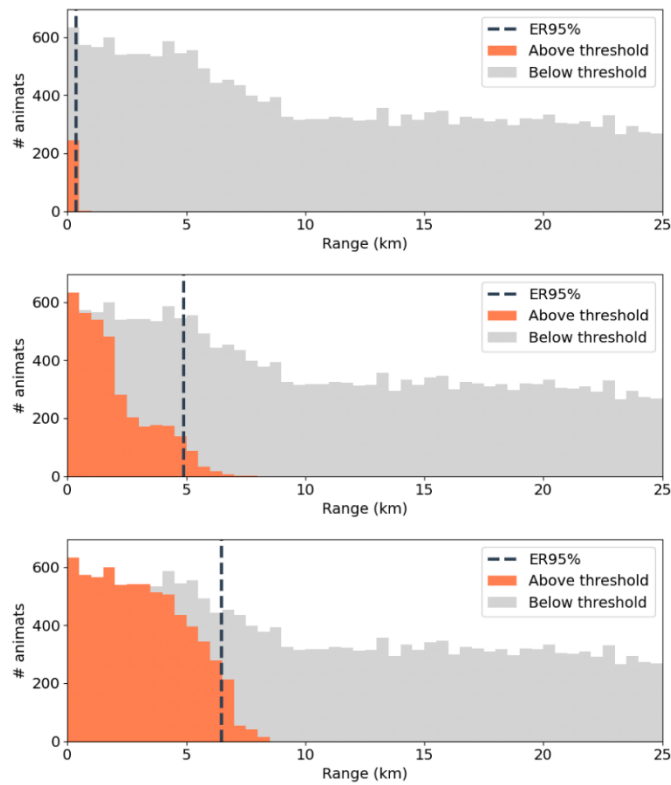 600
400
200
0
# animats
ER95%
Above threshold
Below threshold
0 5 10 15 20 25
Range (km)
600
400
200
0
# animats
ER95%
Above threshold
Below threshold
0 5 10 15 20 25
Range (km)
600
400
200
0
# animats
ER95%
Above threshold
Below threshold
0 5 10 15 20 25
Range (km)